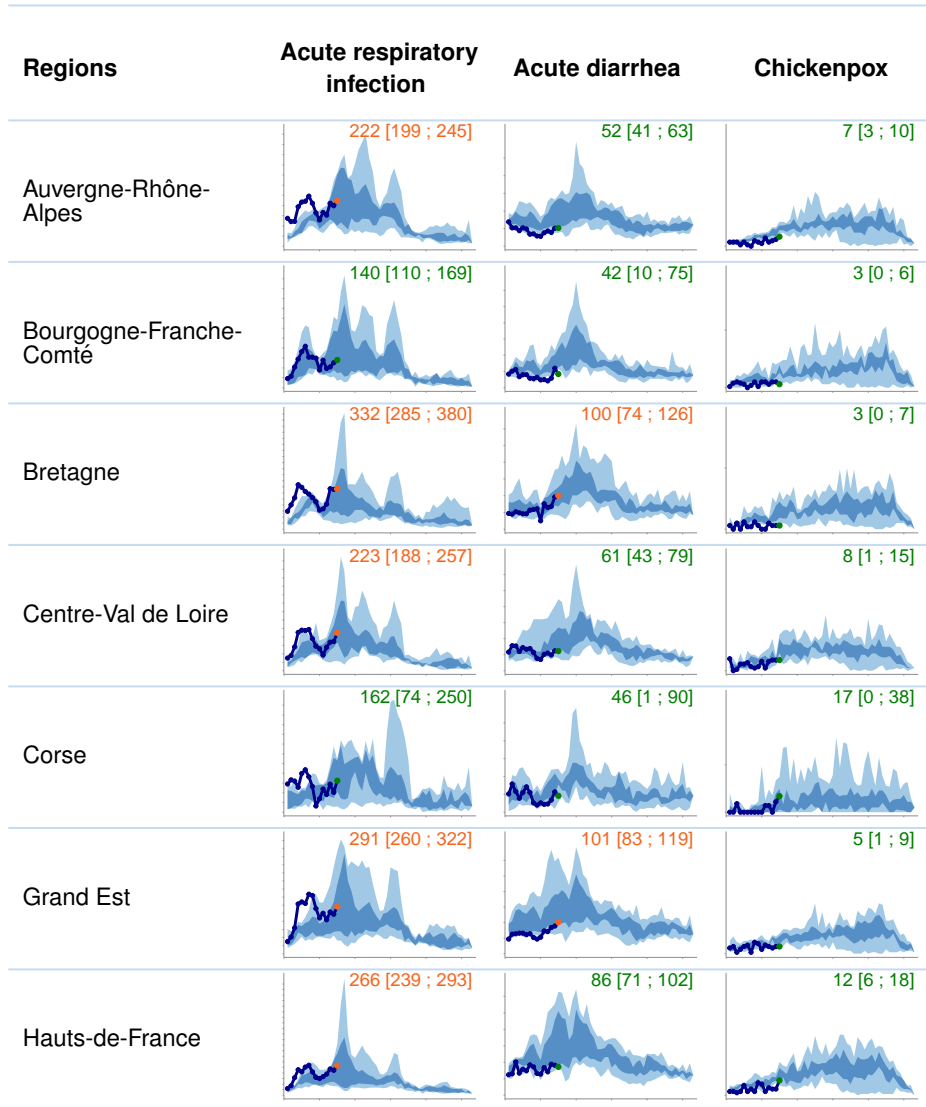 Regions
Acute respiratory
infection
Acute diarrhea
Chickenpox
Auvergne-Rhône-
Alpes
222 [199 ; 245]
52 [41 ; 63]
7 [3 ; 10]
Bourgogne-Franche-
Comté
140 [110 ; 169]
42 [10 ; 75]
3 [0 ; 6]
Bretagne
332 [285 ; 380]
100 [74 ; 126]
3 [0 ; 7]
Centre-Val de Loire
223 [188 ; 257]
61 [43 ; 79]
8 [1 ; 15]
Corse
162 [74 ; 250]
46 [1 ; 90]
17 [0 ; 38]
Grand Est
291 [260 ; 322]
101 [83 ; 119]
5 [1 ; 9]
Hauts-de-France
266 [239 ; 293]
86 [71 ; 102]
12 [6 ; 18]